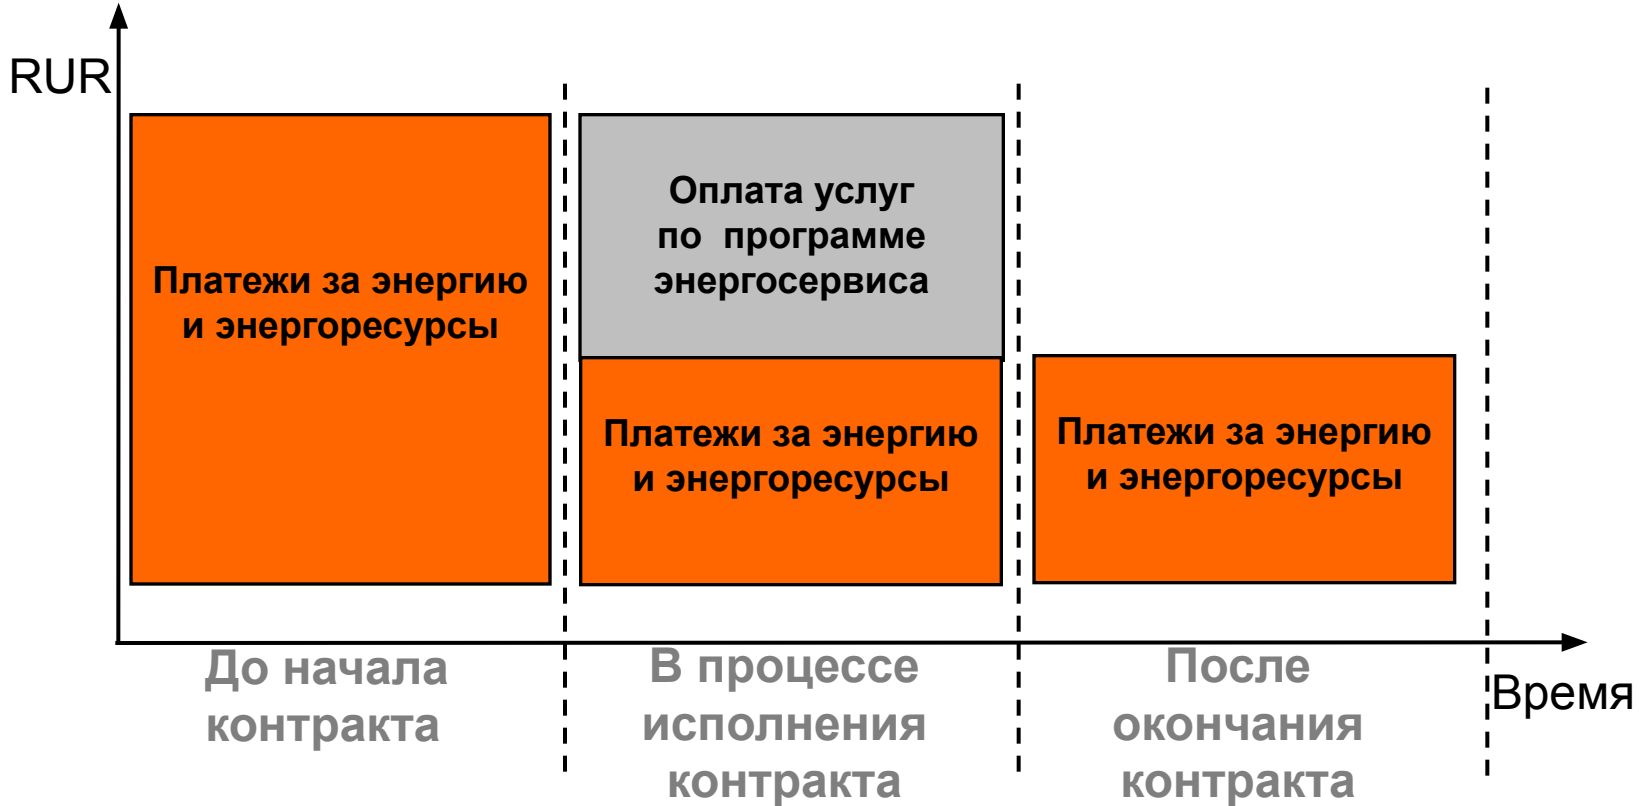 RUR
Платежи за энергию
и энергоресурсы
Оплата услуг
по программе
энергосервиса
Платежи за энергию
и энергоресурсы
Платежи за энергию
и энергоресурсы
До начала
контракта
В процессе
исполнения
контракта
После
окончания
контракта
Время